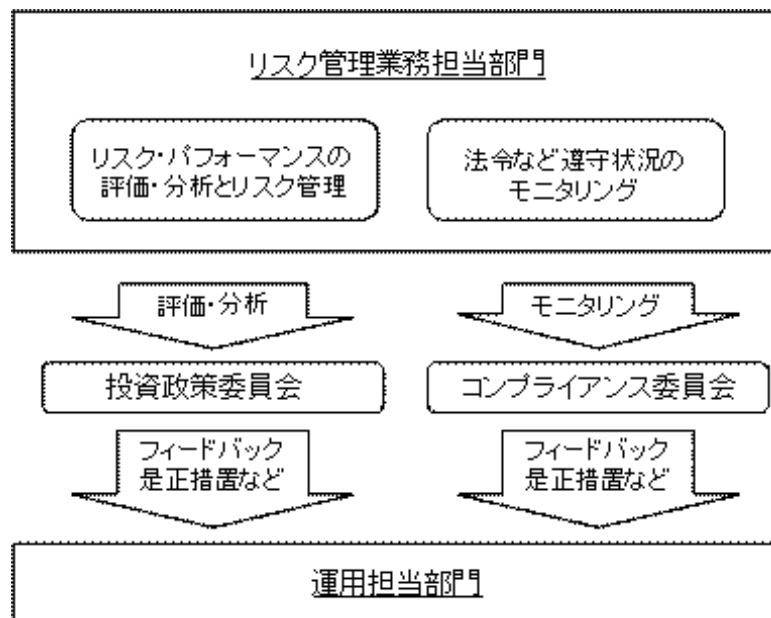 リスク管理業務担当部門
リスク・パフォーマンスの
評価・分析とリスク管理
法令など遵守状況の
モニタリング
評価・分析
モニタリング
投資政策委員会
コンプライアンス委員会
フィードバック
是正措置など
フィードバック
是正措置など
運用担当部門